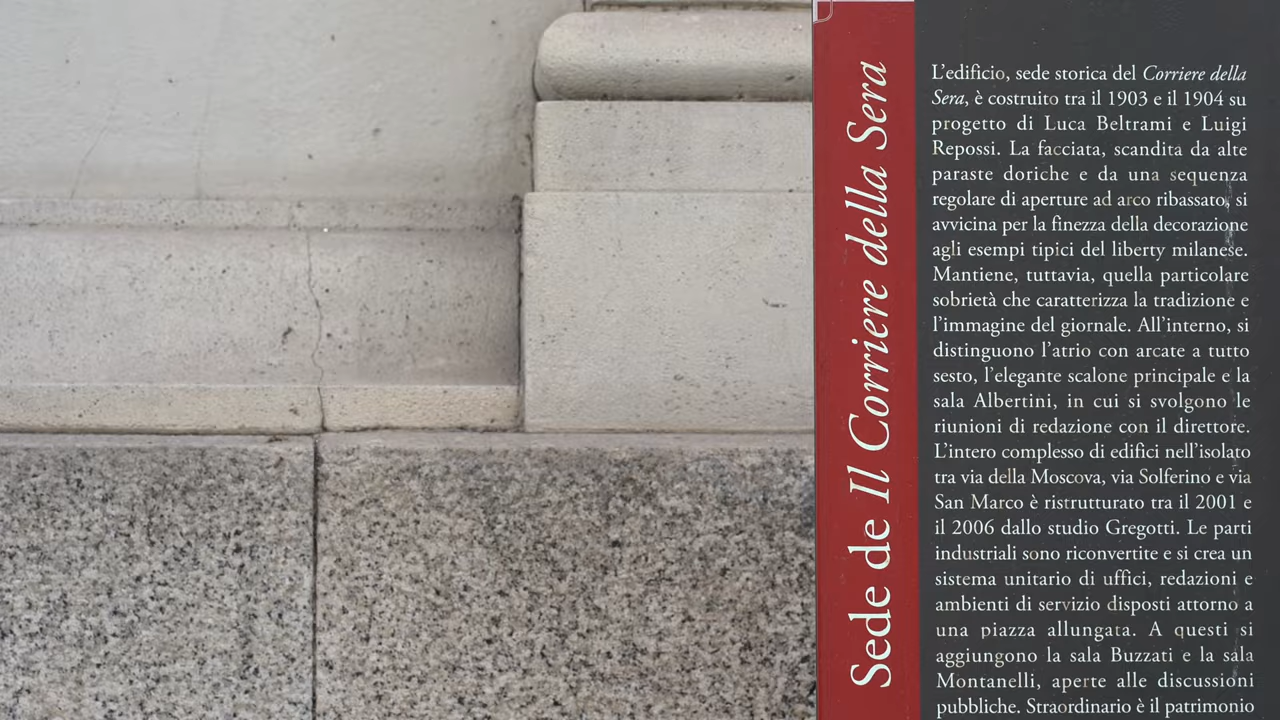 Sede de Il Corriere della Sera
L'edificio, sede storica del Corriere della
Sera, è costruito tra il 1903 e il 1904 su
progetto di Luca Beltrami e Luigi
Repossi. La facciata, scandita da alte
paraste doriche e da una sequenza
regolare di aperture ad arco ribassato, si
avvicina per la finezza della decorazione
agli esempi tipici del liberty milanese.
Mantiene, tuttavia, quella particolare
sobrietà che caratterizza la tradizione e
l'immagine del giornale. All'interno, si
distinguono l'atrio con arcate a tutto
sesto, l'elegante scalone principale e la
sala Albertini, in cui si svolgono le
riunioni di redazione con il direttore.
L'intero complesso di edifici nell'isolato
tra via della Moscova, via Solferino e via
San Marco è ristrutturato tra il 2001 e
il 2006 dallo studio Gregotti. Le parti
industriali sono riconvertite e si crea un
sistema unitario di uffici, redazioni e
ambienti di servizio disposti attorno a
una piazza allungata. A questi si
aggiungono la sala Buzzati e la sala
Montanelli, aperte alle discussioni
pubbliche. Straordinario è il patrimonio